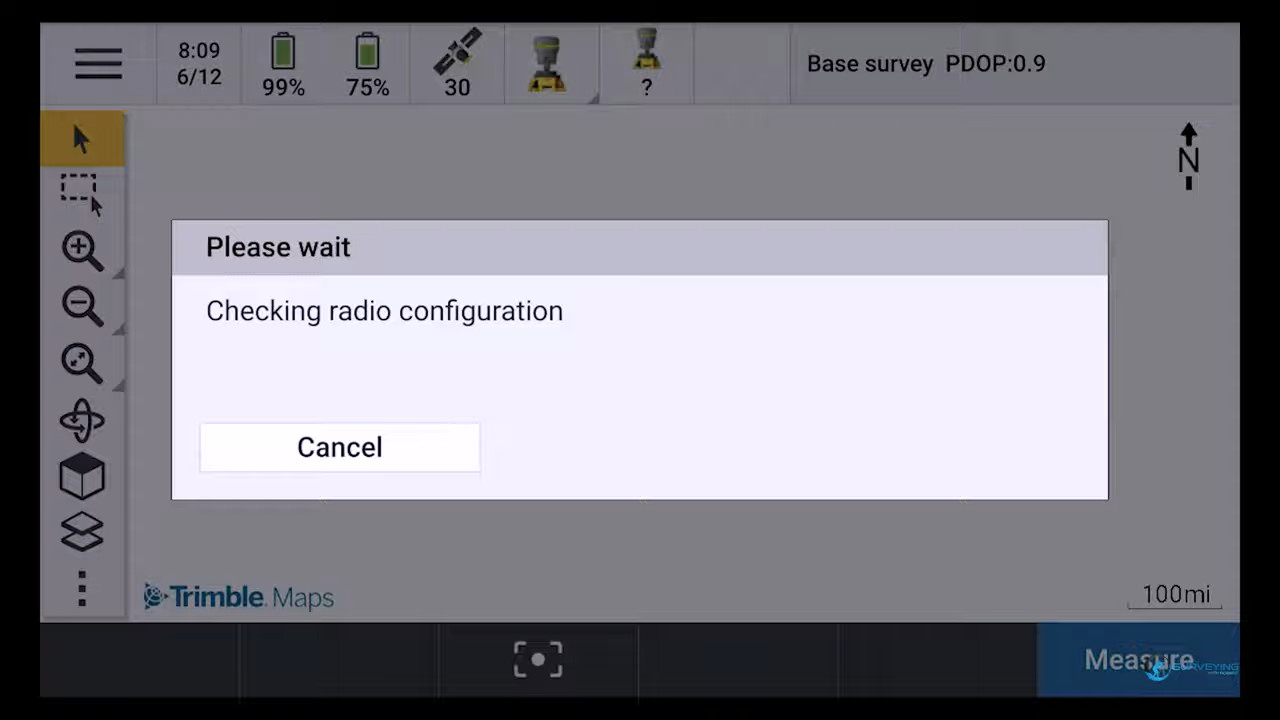 8:09
6/12
99%
75%
30
?
Base survey PDOP:0.9
N
Please wait
Checking radio configuration
Cancel
Trimble Maps
100mi
Measure
SURVEYING